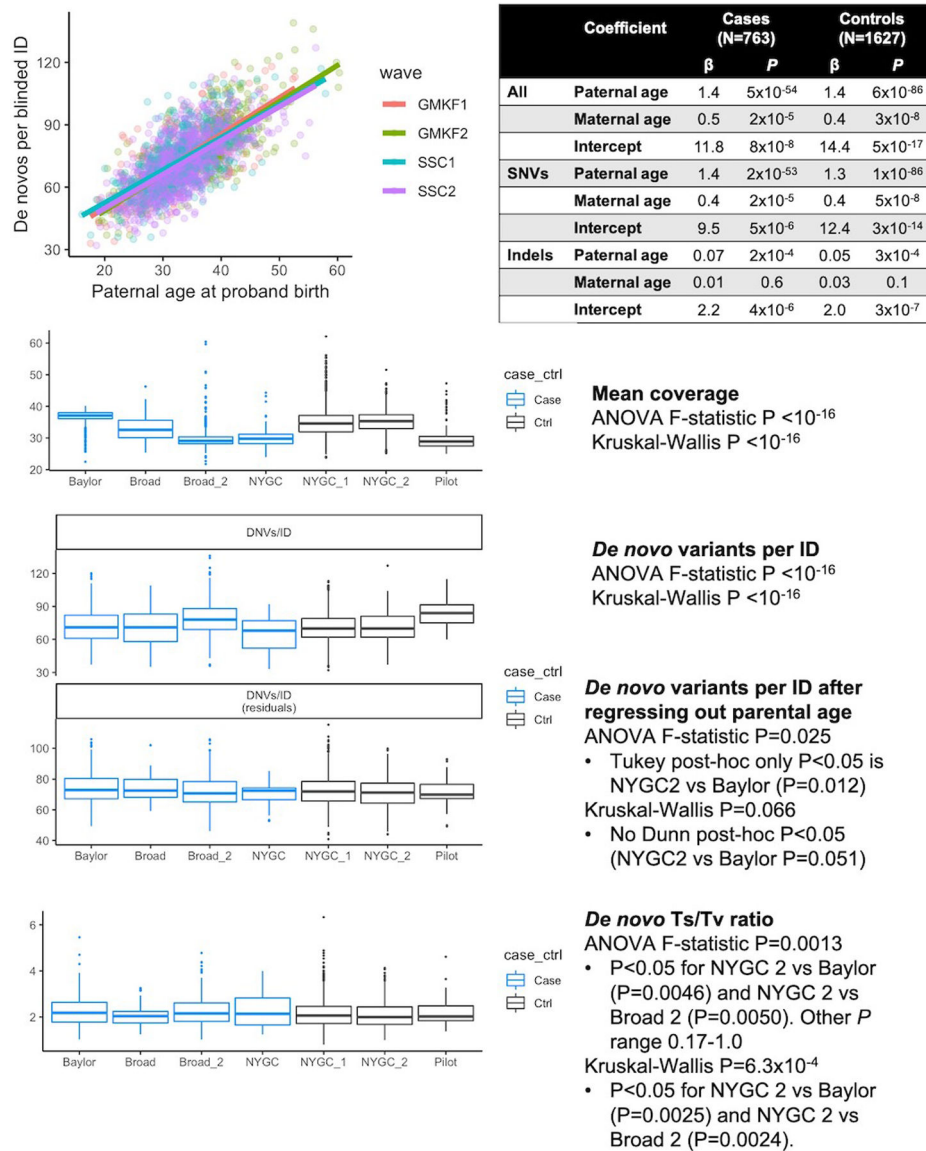 De novos per blinded ID
120
90
60
30
20
30
40
50
60
Paternal age at proband birth
wave
GMKF1
GMKF2
SSC1
SSC2
Coefficient Cases (N=763) Controls (N=1627)
β P β P
All Paternal age 1.4 5x10⁻⁵⁴ 1.4 6x10⁻⁸⁶
Maternal age 0.5 2x10⁻⁵ 0.4 3x10⁻⁸
Intercept 11.8 8x10⁻⁸ 14.4 5x10⁻¹⁷
SNVs Paternal age 1.4 2x10⁻⁵³ 1.3 1x10⁻⁸⁶
Maternal age 0.4 2x10⁻⁵ 0.4 5x10⁻⁸
Intercept 9.5 5x10⁻⁶ 12.4 3x10⁻¹⁴
Indels Paternal age 0.07 2x10⁻⁴ 0.05 3x10⁻⁴
Maternal age 0.01 0.6 0.03 0.1
Intercept 2.2 4x10⁻⁶ 2.0 3x10⁻⁷
60
50
40
30
20
Baylor Broad Broad_2 NYGC NYGC_1 NYGC_2 Pilot
case_ctrl
Case
Ctrl
Mean coverage
ANOVA F-statistic P <10⁻¹⁶
Kruskal-Wallis P <10⁻¹⁶
DNVs/ID
120
90
60
30
De novo variants per ID
ANOVA F-statistic P <10⁻¹⁶
Kruskal-Wallis P <10⁻¹⁶
DNVs/ID
(residuals)
100
80
60
40
Baylor Broad Broad_2 NYGC NYGC_1 NYGC_2 Pilot
case_ctrl
Case
Ctrl
De novo variants per ID after
regressing out parental age
ANOVA F-statistic P=0.025
• Tukey post-hoc only P<0.05 is
NYGC2 vs Baylor (P=0.012)
Kruskal-Wallis P=0.066
• No Dunn post-hoc P<0.05
(NYGC2 vs Baylor P=0.051)
6
4
2
Baylor Broad Broad_2 NYGC NYGC_1 NYGC_2 Pilot
case_ctrl
Case
Ctrl
De novo Ts/Tv ratio
ANOVA F-statistic P=0.0013
• P<0.05 for NYGC 2 vs Baylor
(P=0.0046) and NYGC 2 vs
Broad 2 (P=0.0050). Other P
range 0.17-1.0
Kruskal-Wallis P=6.3x10⁻⁴
• P<0.05 for NYGC 2 vs Baylor
(P=0.0025) and NYGC 2 vs
Broad 2 (P=0.0024).